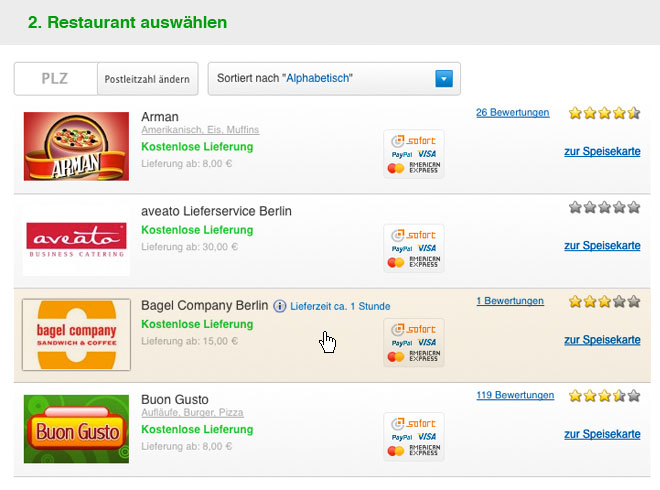 2. Restaurant auswählen
PLZ
Postleitzahl ändern
Sortiert nach "Alphabetisch"
ARMAN
Arman
Amerikanisch, Eis, Muffins
Kostenlose Lieferung
Lieferung ab: 8,00 €
sofort
PayPal VISA
AMERICAN EXPRESS
26 Bewertungen
zur Speisekarte
aveato
BUSINESS CATERING
aveato Lieferservice Berlin
Kostenlose Lieferung
Lieferung ab: 30,00 €
sofort
PayPal VISA
AMERICAN EXPRESS
zur Speisekarte
bagel company
SANDWICH & COFFEE
Bagel Company Berlin i Lieferzeit ca. 1 Stunde
Kostenlose Lieferung
Lieferung ab: 15,00 €
sofort
PayPal VISA
AMERICAN EXPRESS
1 Bewertungen
zur Speisekarte
Buon Gusto
Buon Gusto
Aufläufe, Burger, Pizza
Kostenlose Lieferung
Lieferung ab: 8,00 €
sofort
PayPal VISA
AMERICAN EXPRESS
119 Bewertungen
zur Speisekarte